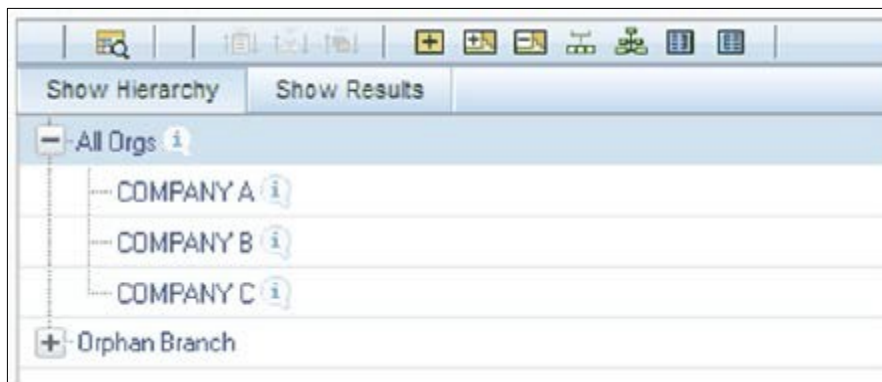 Show Hierarchy Show Results
All Orgs
COMPANY A
COMPANY B
COMPANY C
Orphan Branch